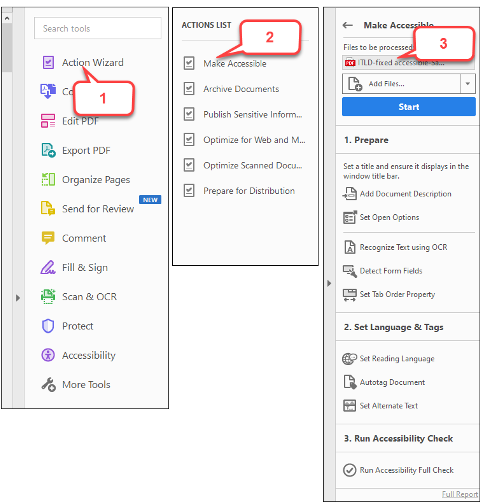 Search tools
Action Wizard
1
Edit PDF
Export PDF
Organize Pages
Send for Review
NEW
Comment
Fill & Sign
Scan & OCR
Protect
Accessibility
More Tools
ACTIONS LIST
2
Make Accessible
Archive Documents
Publish Sensitive Inform...
Optimize for Web and M...
Optimize Scanned Docu...
Prepare for Distribution
Make Accessible
Files to be processed
3
PDF ITLD-fixed accessible-Sli...
Add Files...
Start
1. Prepare
Set a title and ensure it displays in the
window title bar.
Add Document Description
Set Open Options
Recognize Text using OCR
Detect Form Fields
Set Tab Order Property
2. Set Language & Tags
Set Reading Language
Autotag Document
Set Alternate Text
3. Run Accessibility Check
Run Accessibility Full Check
Full Report